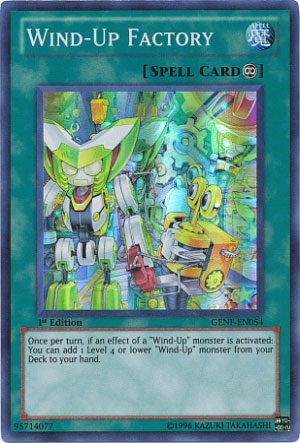 WIND-UP FACTORY
[SPELL CARD]
1st Edition
GENF-EN054
Once per turn, if an effect of a "Wind-Up" monster is activated:
You can add 1 Level 4 or lower "Wind-Up" monster from your
Deck to your hand.
95714077
©1996 KAZUKI TAKAHASHI